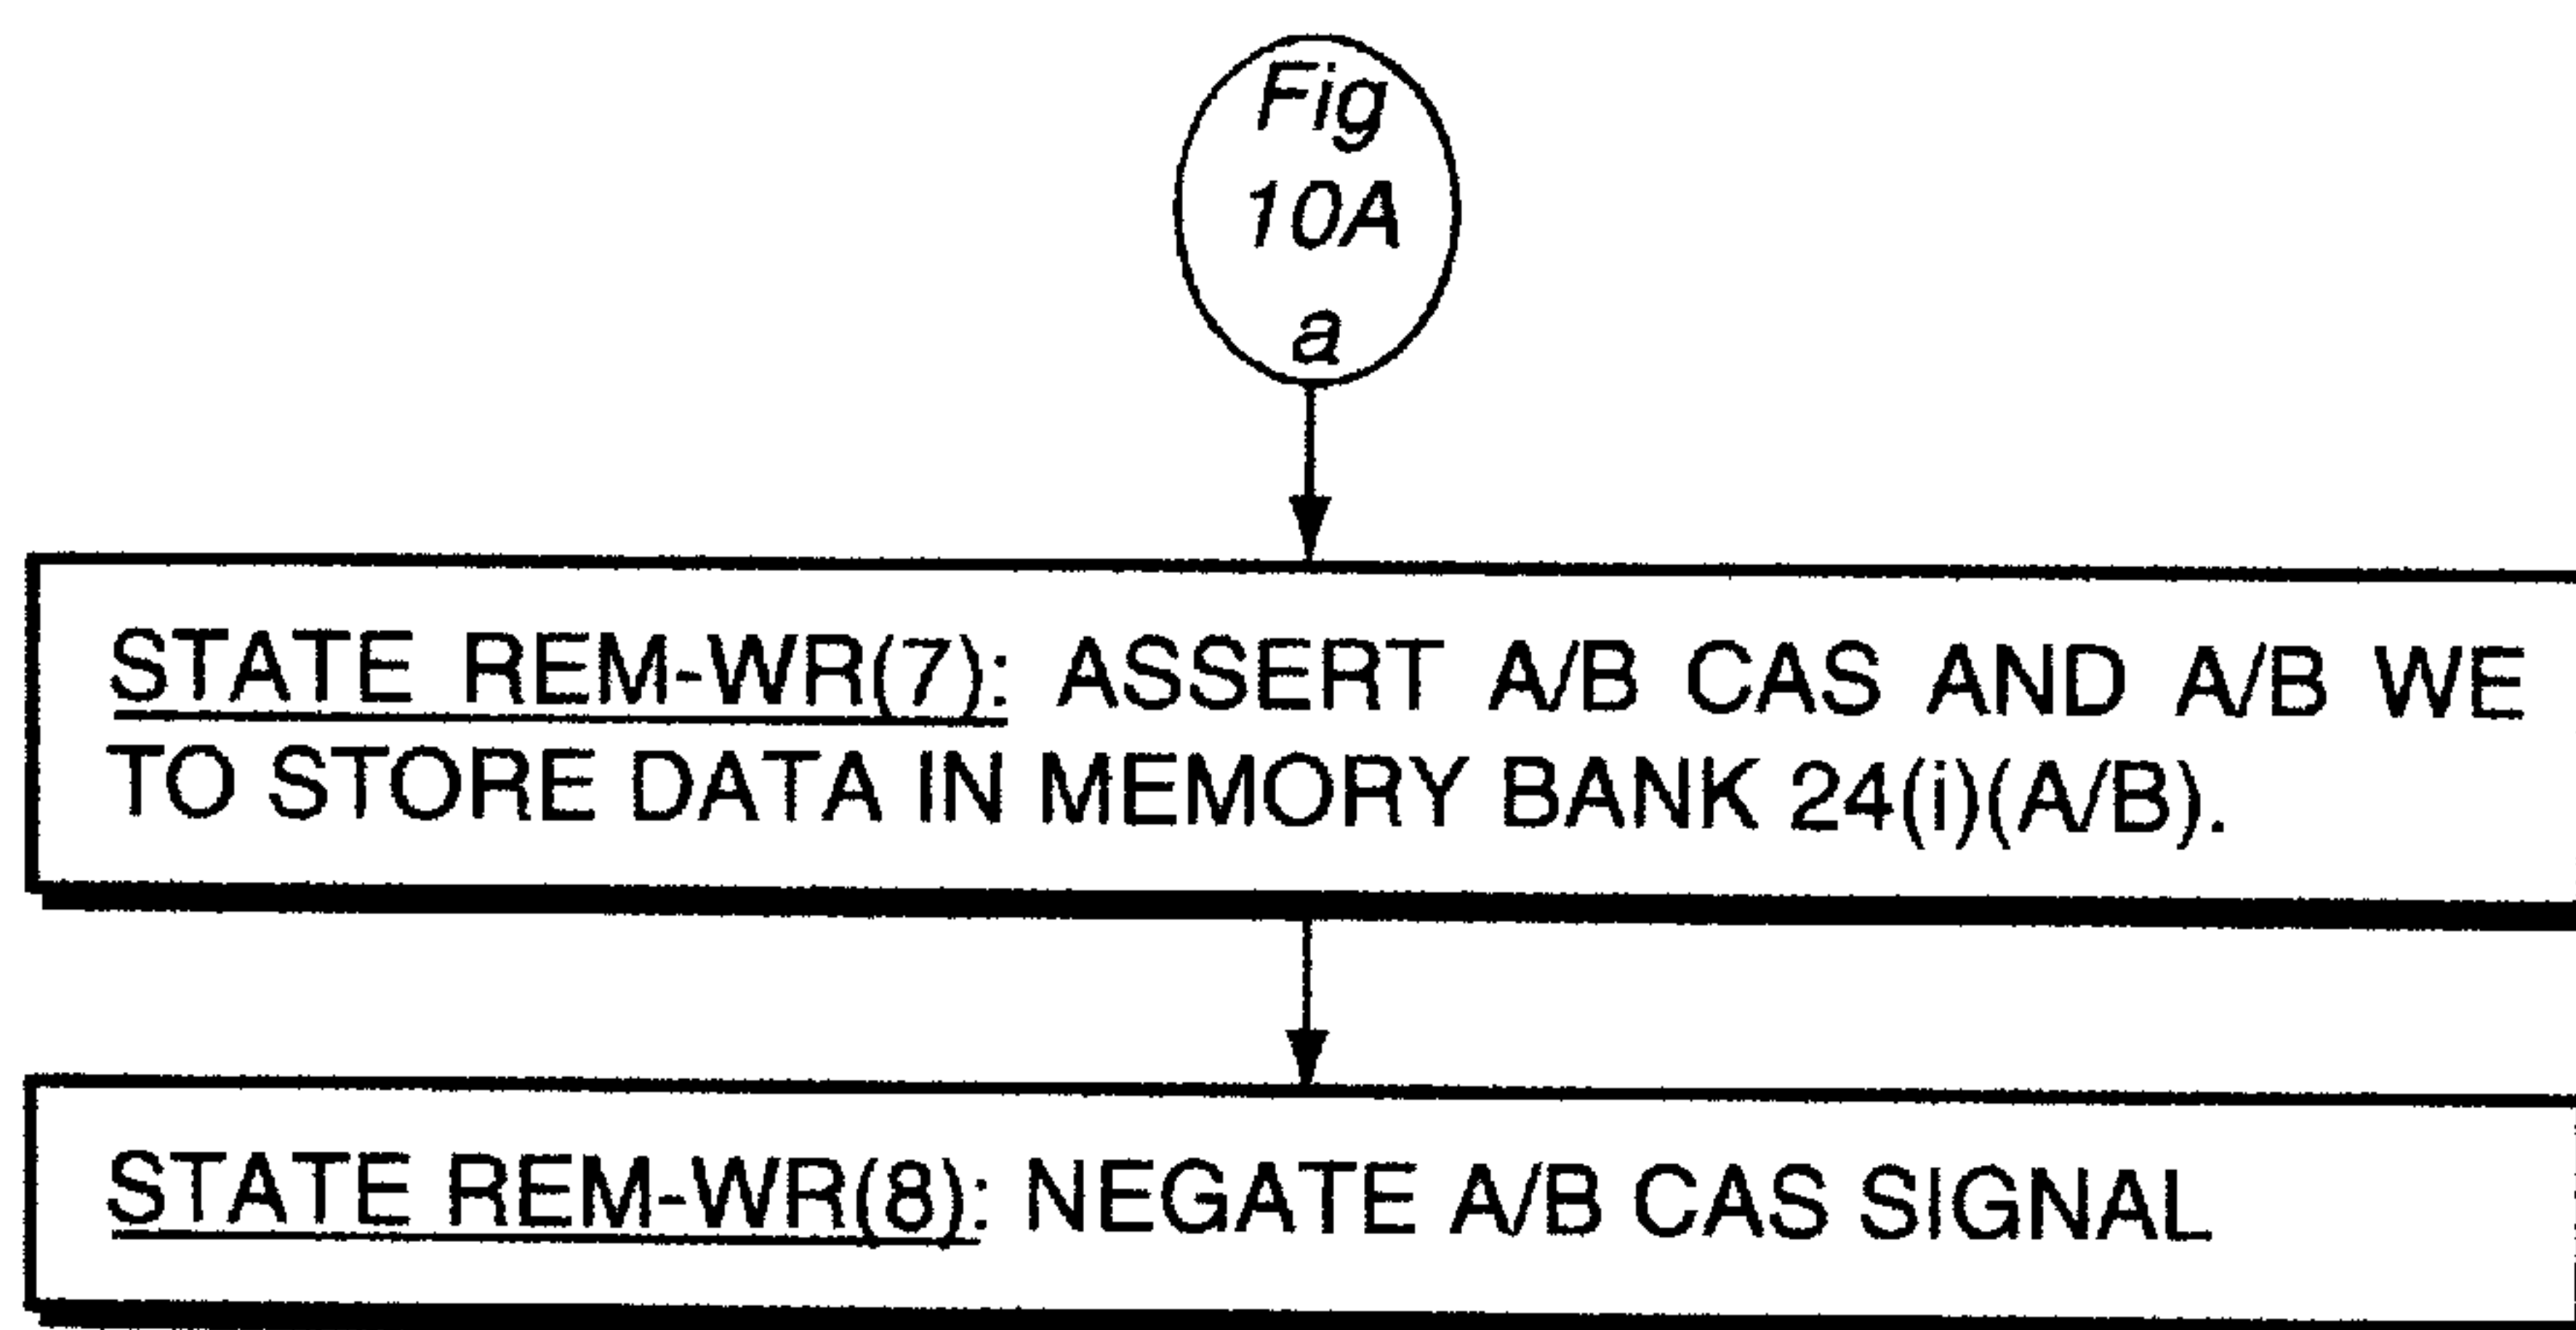 Fig
10A
a
STATE REM-WR(7): ASSERT A/B CAS AND A/B WE
TO STORE DATA IN MEMORY BANK 24(i)(A/B).
STATE REM-WR(8): NEGATE A/B CAS SIGNAL